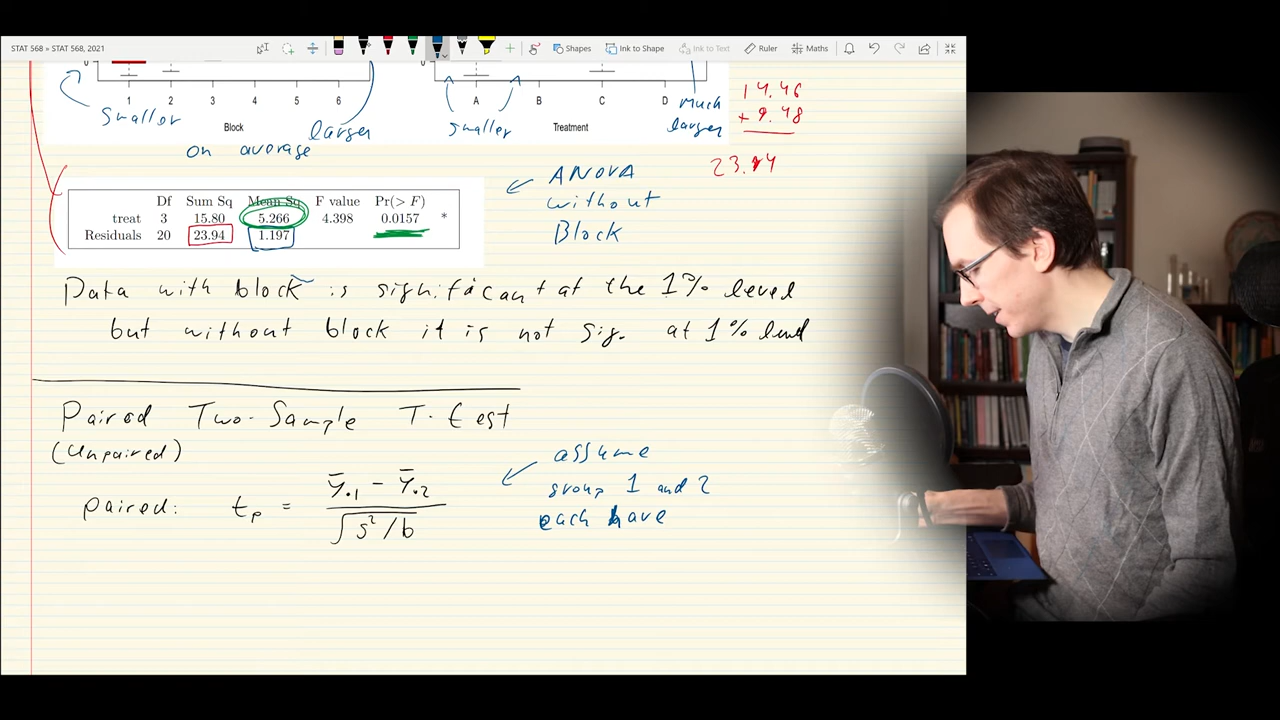 STAT 568 » STAT 568, 2021
Shapes
Ink to Shape
Ink to Text
Ruler
Maths
0
0
1 2 3 4 5 6
A B C D
Block
Treatment
smaller
larger
on average
smaller
Much
larger
14.46
+ 9.48
23.94
Df Sum Sq Mean Sq F value Pr(> F)
treat 3 15.80 5.266 4.398 0.0157 *
Residuals 20 23.94 1.197
ANOVA
without
Block
Data with block is significant at the 1% level
but without block it is not sig. at 1% level
Paired Two-Sample T-test
(Unpaired)
paired: tₚ = ȳ.₁ − ȳ.₂ / √s²/b
assume
group 1 and 2
each have